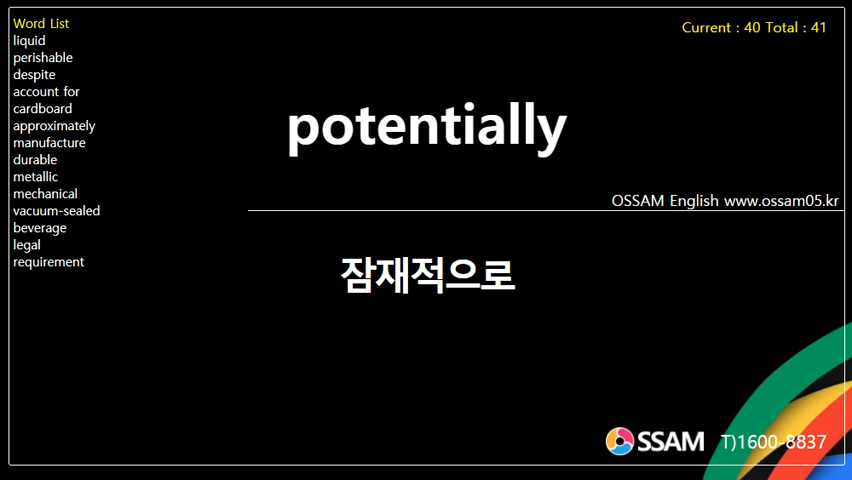 Word List
liquid
perishable
despite
account for
cardboard
approximately
manufacture
durable
metallic
mechanical
vacuum-sealed
beverage
legal
requirement
Current : 40 Total : 41
potentially
OSSAM English www.ossam05.kr
잠재적으로
OSSAM T)1600-8837